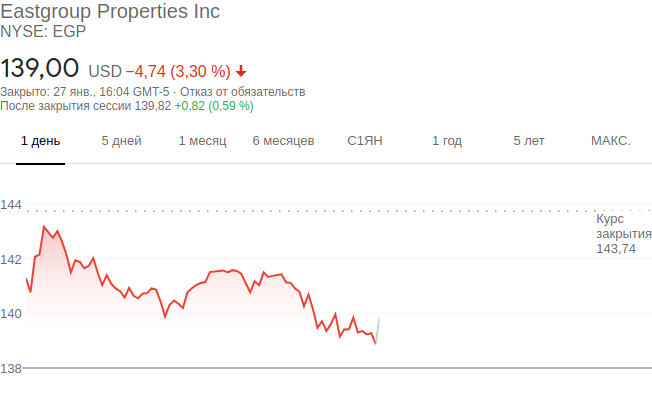 Eastgroup Properties Inc
NYSE: EGP
139,00 USD −4,74 (3,30 %)
Закрыто: 27 янв., 16:04 GMT-5 · Отказ от обязательств
После закрытия сессии 139,82 +0,82 (0,59 %)
1 день 5 дней 1 месяц 6 месяцев С1ЯН 1 год 5 лет МАКС.
144
Курс
закрытия
143,74
142
140
138